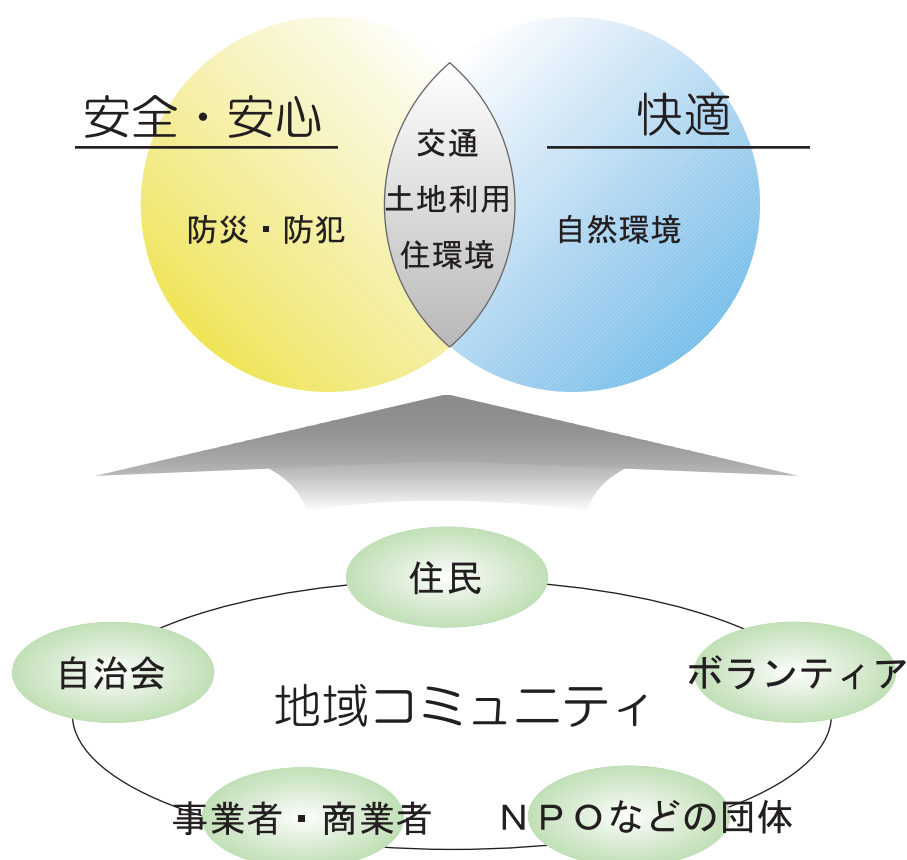 安全・安心
快適
防災・防犯
交通
土地利用
住環境
自然環境
住民
自治会
ボランティア
地域コミュニティ
事業者・商業者
ＮＰＯなどの団体